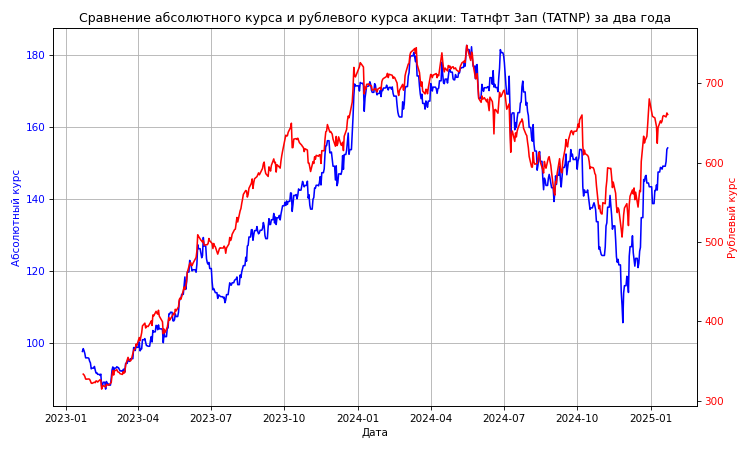 Сравнение абсолютного курса и рублевого курса акции: Татнфт 3ап (TATNP) за два года
Абсолютный курс
180
160
140
120
100
Рублевый курс
700
600
500
400
300
2023-01 2023-04 2023-07 2023-10 2024-01 2024-04 2024-07 2024-10 2025-01
Дата